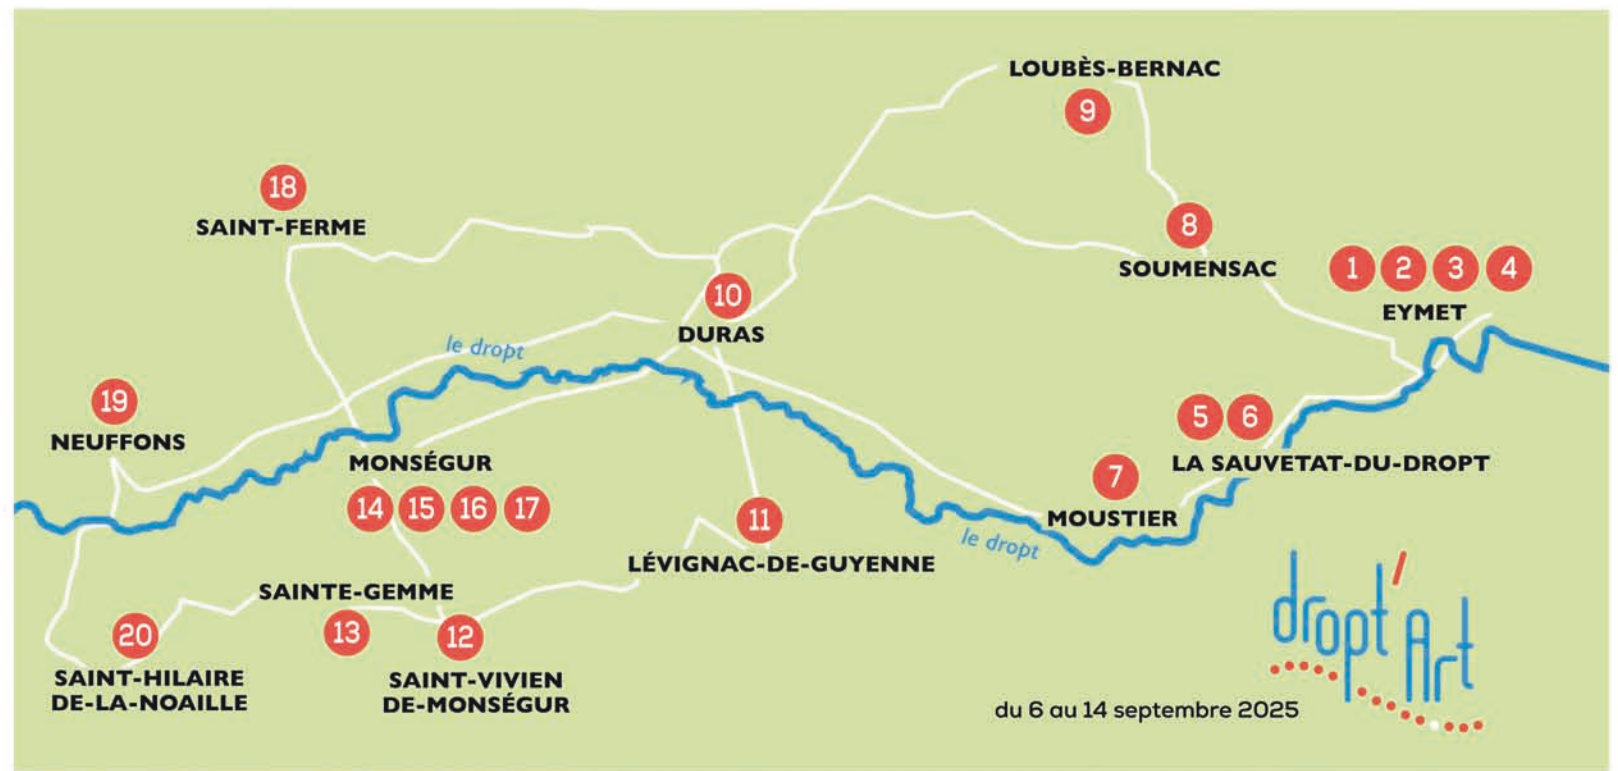 LOUBÈS-BERNAC
9
18
SAINT-FERME
8
SOUMENSAC
1 2 3 4
EYMET
10
DURAS
le dropt
19
NEUFFONS
5 6
LA SAUVETAT-DU-DROPT
MONSÉGUR
14 15 16 17
7
MOUSTIER
11
LÉVIGNAC-DE-GUYENNE
le dropt
SAINTE-GEMME
13
12
SAINT-VIVIEN
DE-MONSÉGUR
20
SAINT-HILAIRE
DE-LA-NOAILLE
dropt'Art
du 6 au 14 septembre 2025